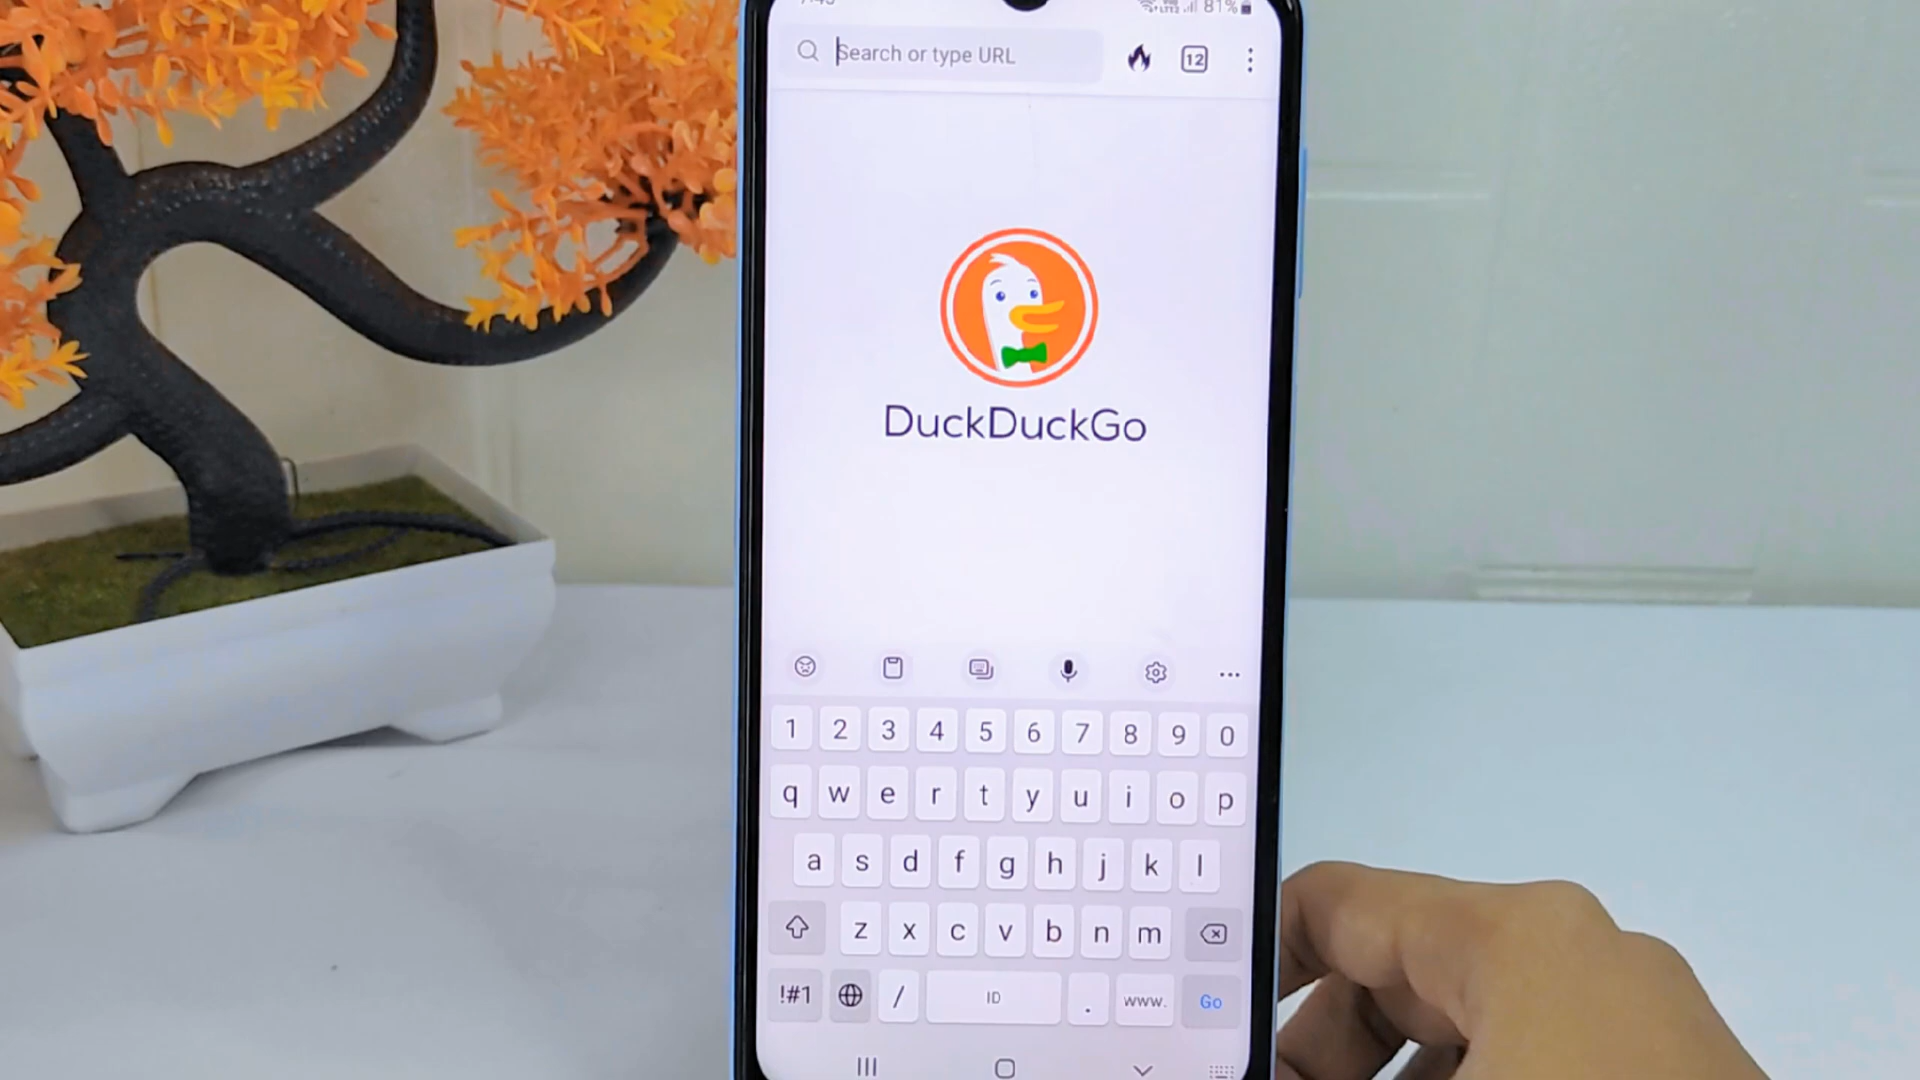 81%
Search or type URL
12
DuckDuckGo
1 2 3 4 5 6 7 8 9 0
q w e r t y u i o p
a s d f g h j k l
z x c v b n m
!#1 / ID . www. Go